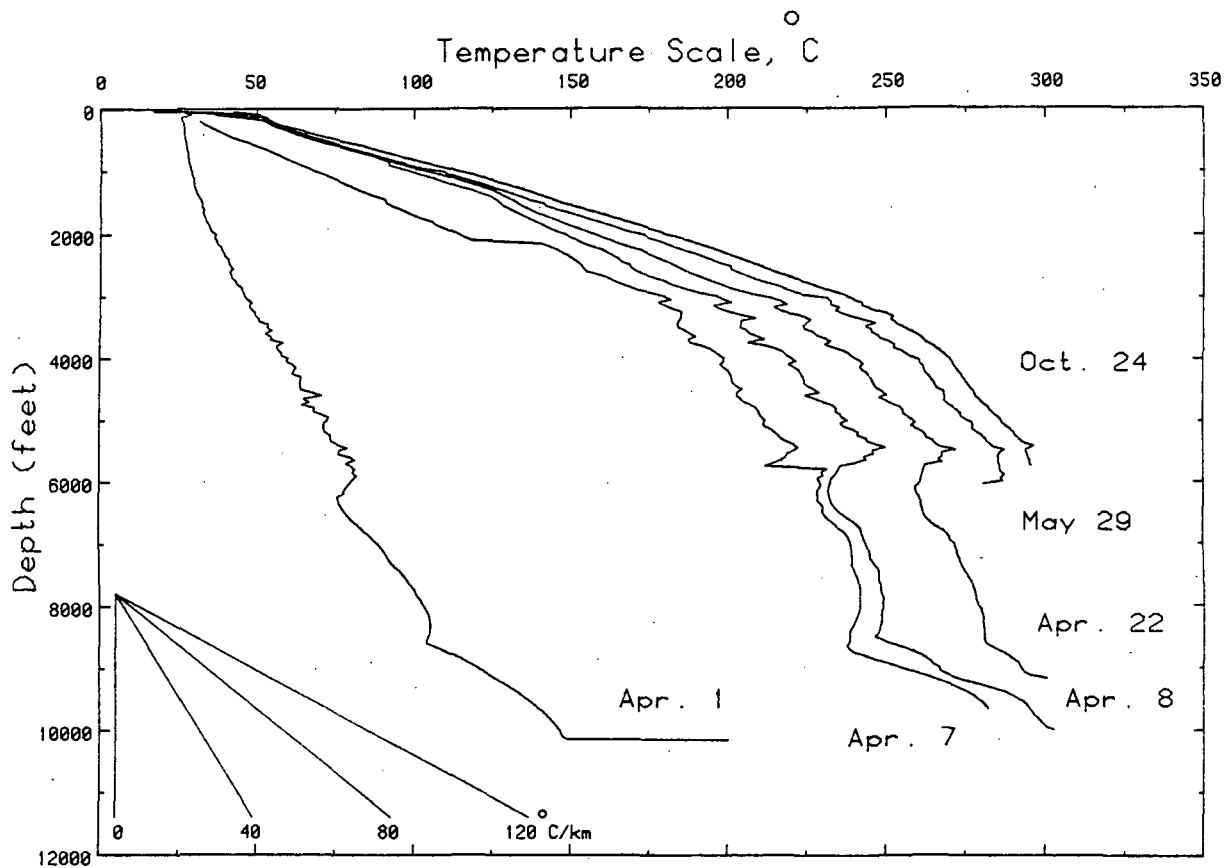 Temperature Scale, °C
0 50 100 150 200 250 300 350
Depth (feet)
0
2000
4000
6000
8000
10000
12000
Oct. 24
May 29
Apr. 22
Apr. 1
Apr. 8
Apr. 7
0 40 80 120 °C/km